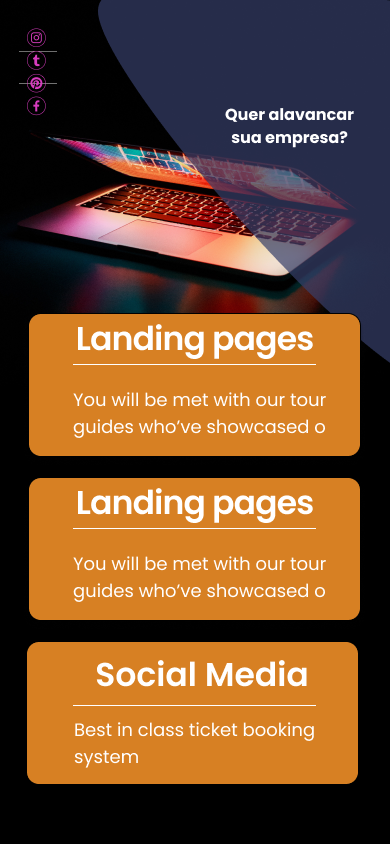 Quer alavancar
sua empresa?
Landing pages
You will be met with our tour
guides who’ve showcased o
Landing pages
You will be met with our tour
guides who’ve showcased o
Social Media
Best in class ticket booking
system